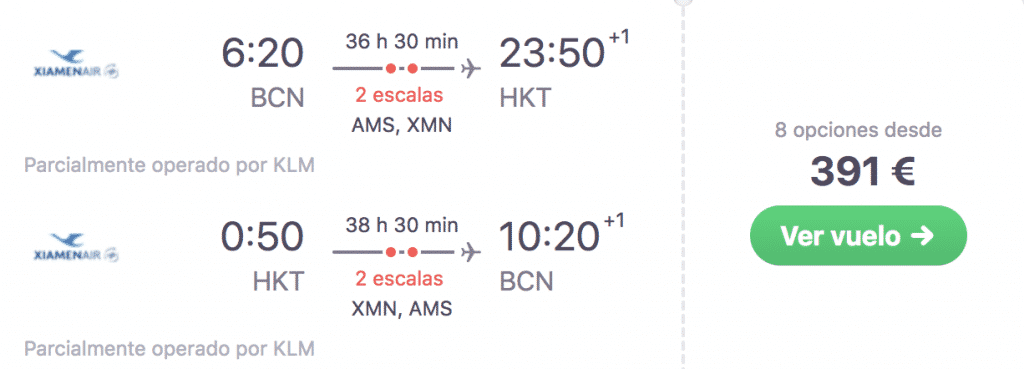 XIAMENAIR
6:20
BCN
36 h 30 min
2 escalas
AMS, XMN
23:50+1
HKT
Parcialmente operado por KLM
XIAMENAIR
0:50
HKT
38 h 30 min
2 escalas
XMN, AMS
10:20+1
BCN
Parcialmente operado por KLM
8 opciones desde
391 €
Ver vuelo →